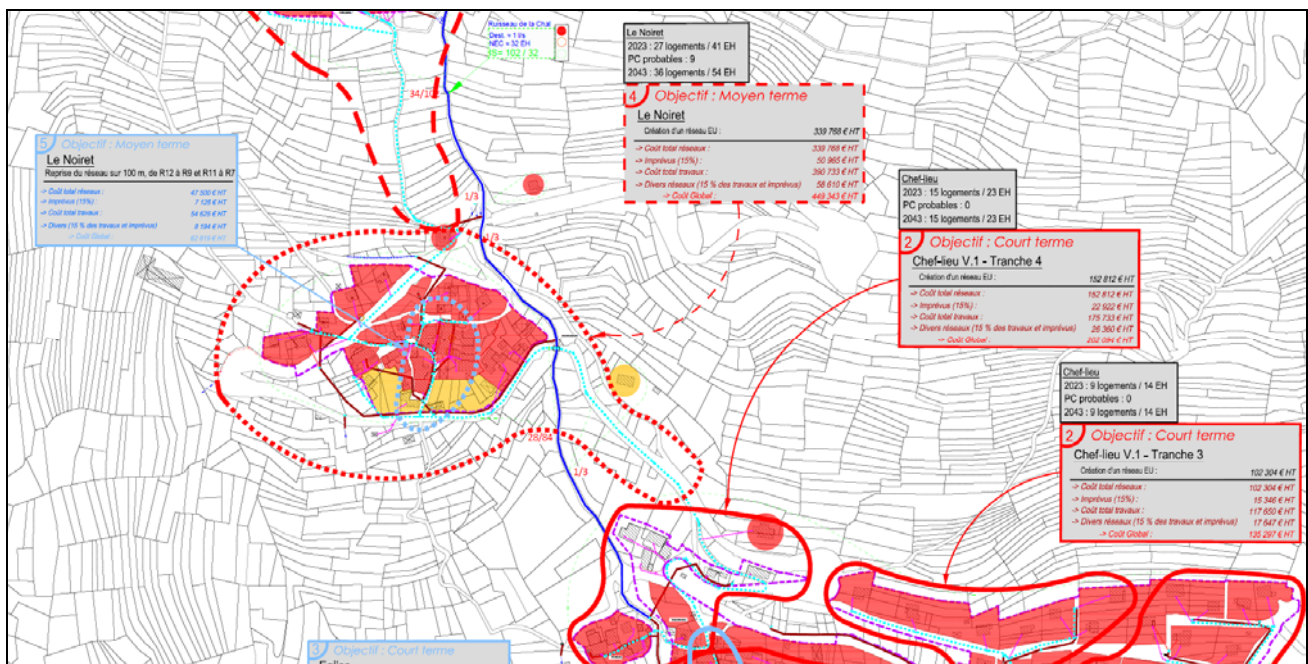 Ruisseau de la Chal
Dest. = 1 l/s
NEC = 32 EH
= 102 / 32
Le Noiret
2023 : 27 logements / 41 EH
PC probables : 9
2043 : 36 logements / 54 EH
4 Objectif : Moyen terme
Le Noiret
Création d'un réseau EU : 339 768 € HT
-> Coût total réseaux : 339 768 € HT
-> Imprévus (15%) : 50 965 € HT
-> Coût total travaux : 390 733 € HT
-> Divers réseaux (15 % des travaux et imprévus) 58 610 € HT
-> Coût Global : 449 343 € HT
5 Objectif : Moyen terme
Le Noiret
Reprise du réseau sur 100 m, de R12 à R9 et R11 à R7
-> Coût total réseaux : 47 500 € HT
-> Imprévus (15%) : 7 125 € HT
-> Coût total travaux : 54 625 € HT
-> Divers (15 % des travaux et imprévus) 8 194 € HT
-> Coût Global :
Chef-lieu
2023 : 15 logements / 23 EH
PC probables : 0
2043 : 15 logements / 23 EH
2 Objectif : Court terme
Chef-lieu V.1 - Tranche 4
Création d'un réseau EU : 152 812 € HT
-> Coût total réseaux : 152 812 € HT
-> Imprévus (15%) : 22 922 € HT
-> Coût total travaux : 175 733 € HT
-> Divers réseaux (15 % des travaux et imprévus) 26 360 € HT
-> Coût Global : 202 094 € HT
Chef-lieu
2023 : 9 logements / 14 EH
PC probables : 0
2043 : 9 logements / 14 EH
2 Objectif : Court terme
Chef-lieu V.1 - Tranche 3
Création d'un réseau EU : 102 304 € HT
-> Coût total réseaux : 102 304 € HT
-> Imprévus (15%) : 15 346 € HT
-> Coût total travaux : 117 650 € HT
-> Divers réseaux (15 % des travaux et imprévus) 17 647 € HT
-> Coût Global : 135 297 € HT
1/3
1/3
28/84
1/3
3 Objectif : Court terme